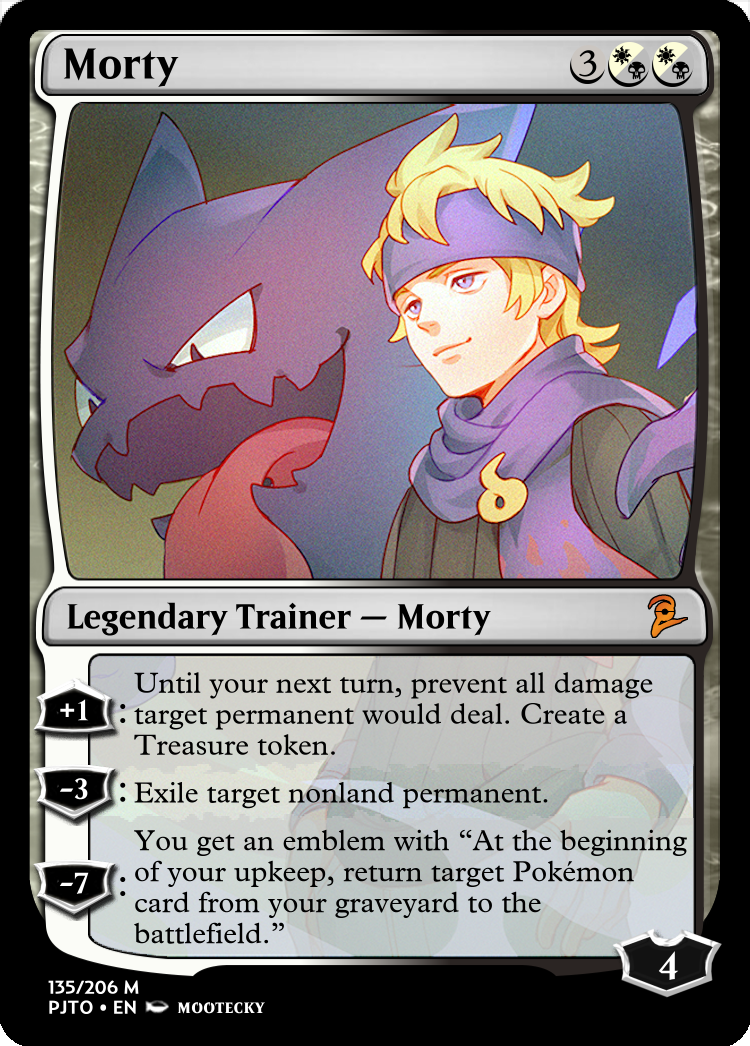 Morty 3
Legendary Trainer — Morty
+1 : Until your next turn, prevent all damage
target permanent would deal. Create a
Treasure token.
−3 : Exile target nonland permanent.
−7 : You get an emblem with “At the beginning
of your upkeep, return target Pokémon
card from your graveyard to the
battlefield.”
4
135/206 M
PJTO • EN MOOTECKY